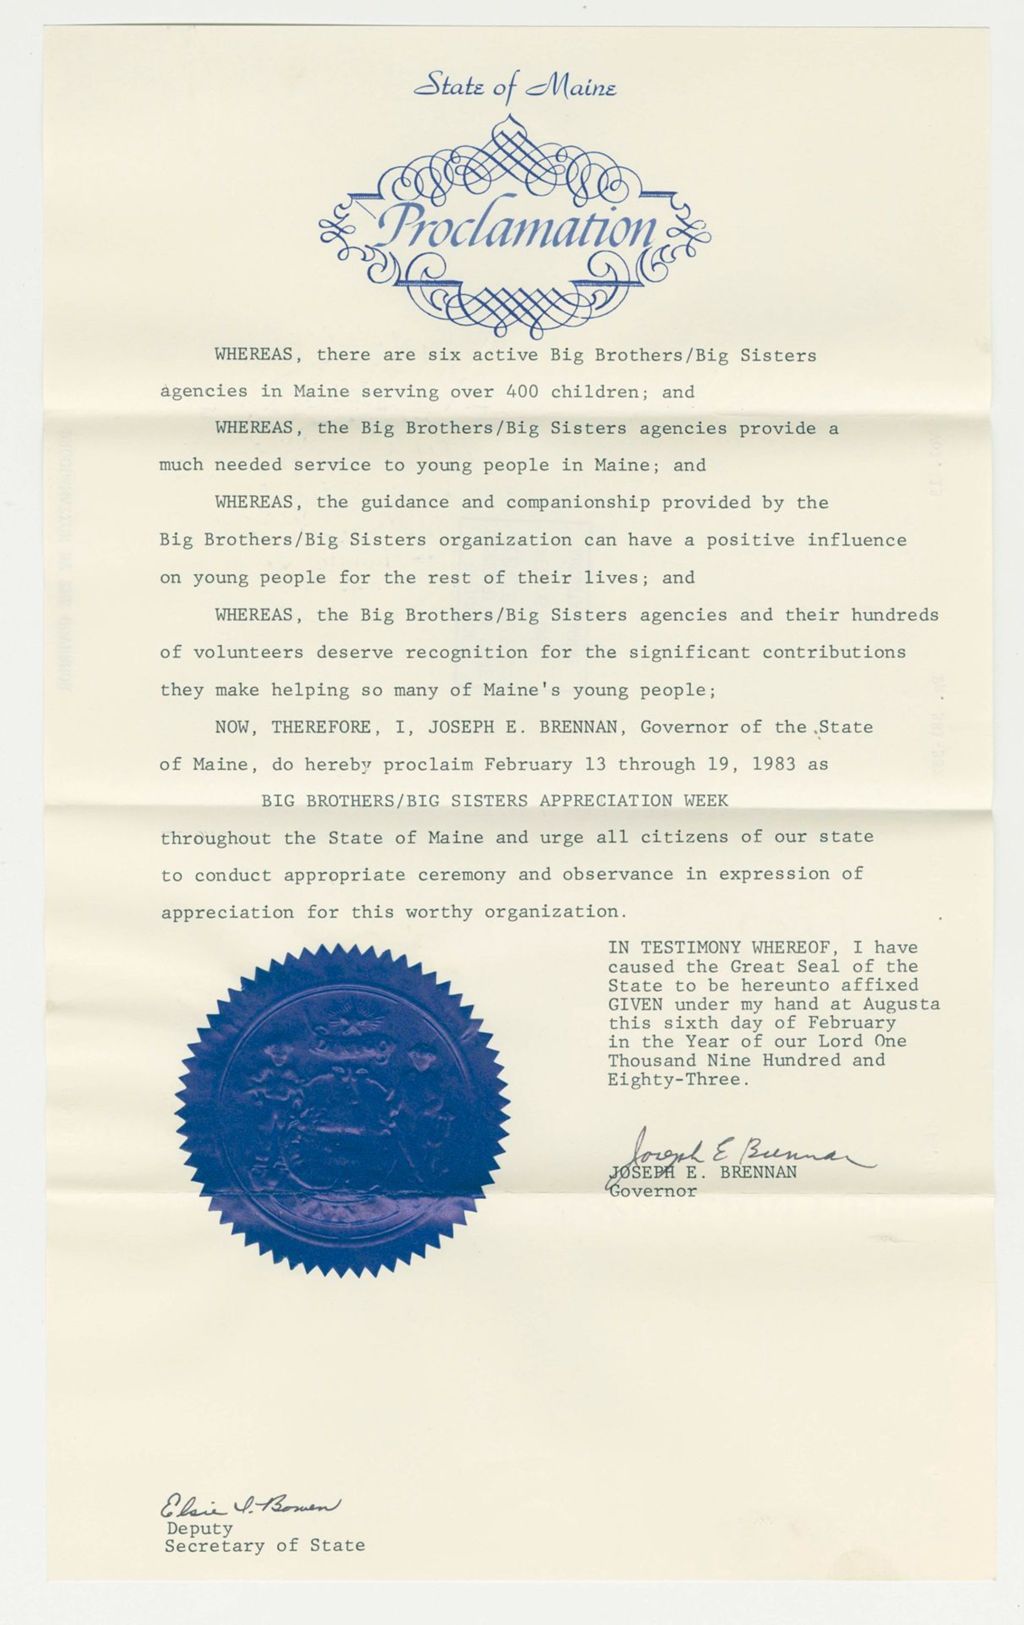 State of Maine
Proclamation
WHEREAS, there are six active Big Brothers/Big Sisters
agencies in Maine serving over 400 children; and
WHEREAS, the Big Brothers/Big Sisters agencies provide a
much needed service to young people in Maine; and
WHEREAS, the guidance and companionship provided by the
Big Brothers/Big Sisters organization can have a positive influence
on young people for the rest of their lives; and
WHEREAS, the Big Brothers/Big Sisters agencies and their hundreds
of volunteers deserve recognition for the significant contributions
they make helping so many of Maine's young people;
NOW, THEREFORE, I, JOSEPH E. BRENNAN, Governor of the State
of Maine, do hereby proclaim February 13 through 19, 1983 as
BIG BROTHERS/BIG SISTERS APPRECIATION WEEK
throughout the State of Maine and urge all citizens of our state
to conduct appropriate ceremony and observance in expression of
appreciation for this worthy organization.
IN TESTIMONY WHEREOF, I have
caused the Great Seal of the
State to be hereunto affixed
GIVEN under my hand at Augusta
this sixth day of February
in the Year of our Lord One
Thousand Nine Hundred and
Eighty-Three.
Joseph E Brennan
JOSEPH E. BRENNAN
Governor
Elsie I. Bowen
Deputy
Secretary of State